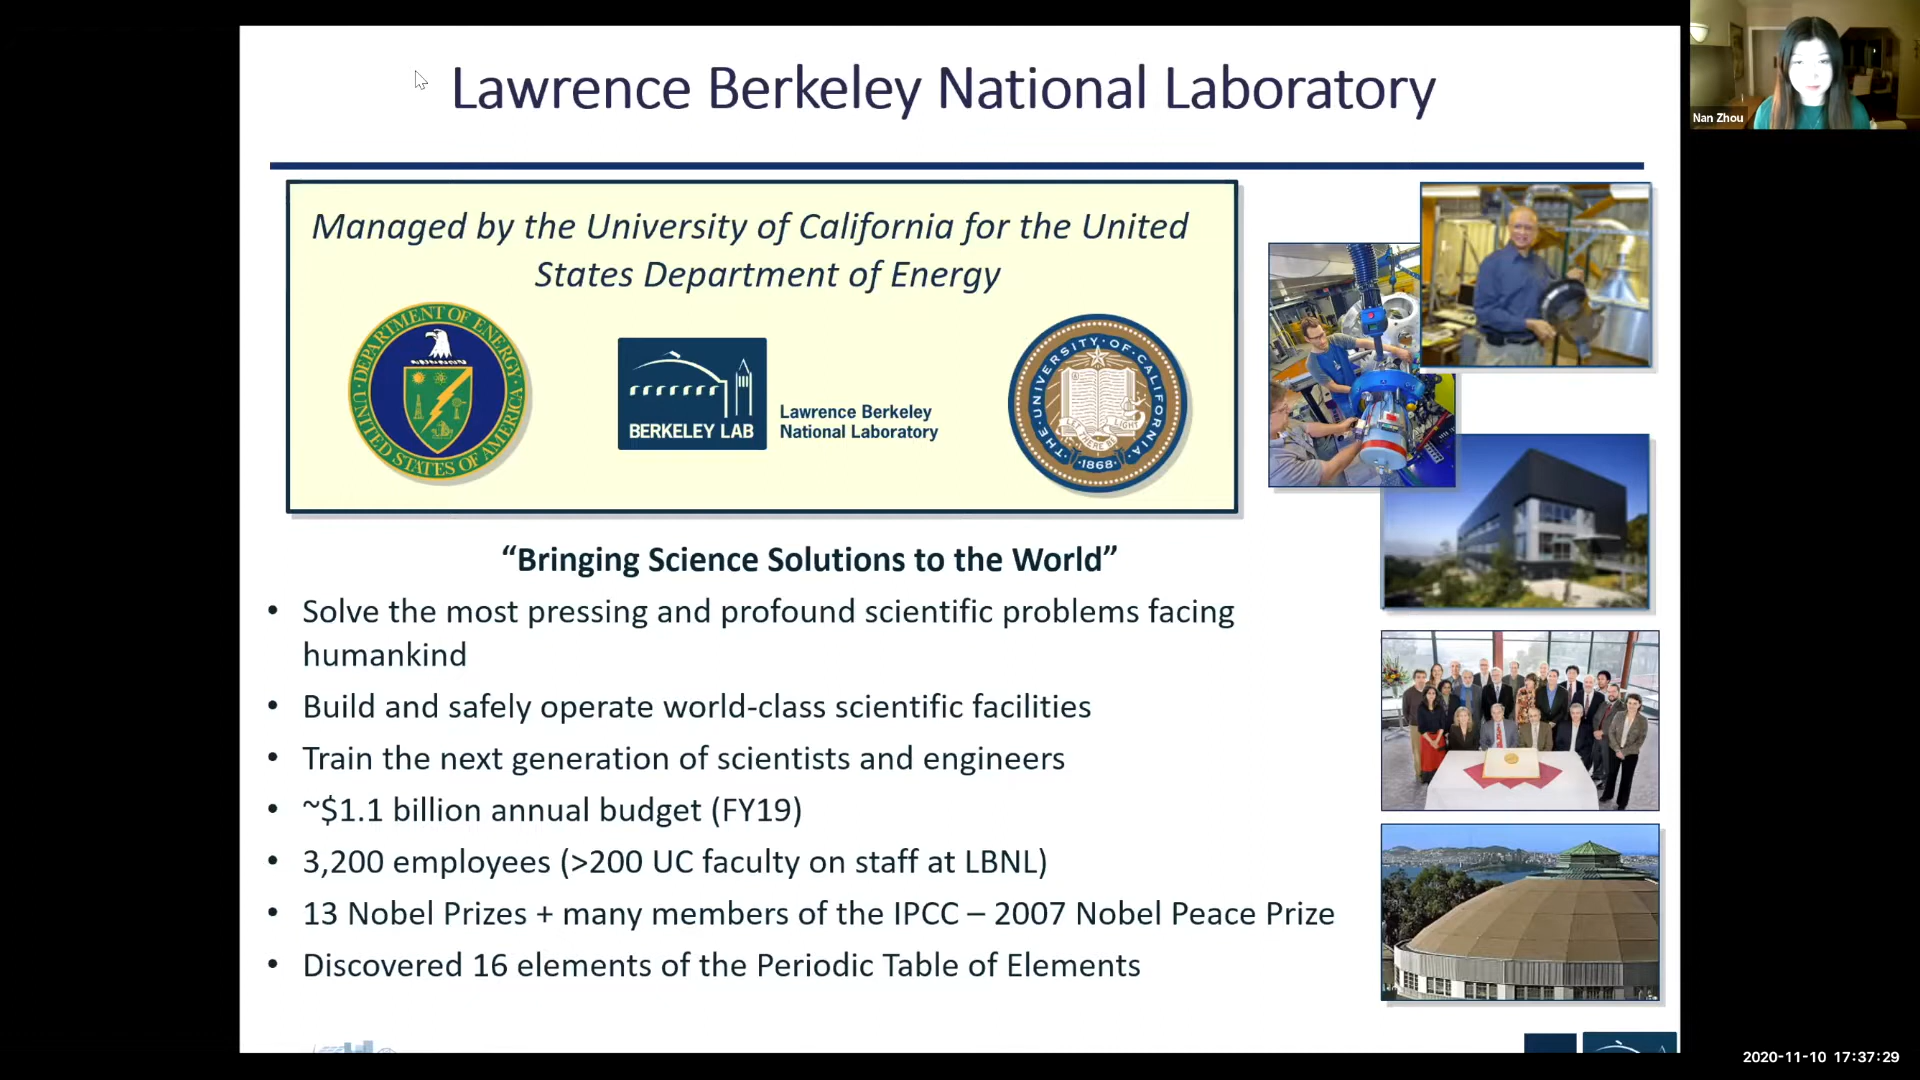 Lawrence Berkeley National Laboratory
Nan Zhou
Managed by the University of California for the United
States Department of Energy
DEPARTMENT OF ENERGY
UNITED STATES OF AMERICA
BERKELEY LAB
Lawrence Berkeley
National Laboratory
THE UNIVERSITY OF CALIFORNIA
LET THERE BE LIGHT
1868
“Bringing Science Solutions to the World”
• Solve the most pressing and profound scientific problems facing
humankind
• Build and safely operate world-class scientific facilities
• Train the next generation of scientists and engineers
• ~$1.1 billion annual budget (FY19)
• 3,200 employees (>200 UC faculty on staff at LBNL)
• 13 Nobel Prizes + many members of the IPCC – 2007 Nobel Peace Prize
• Discovered 16 elements of the Periodic Table of Elements
2020-11-10 17:37:29